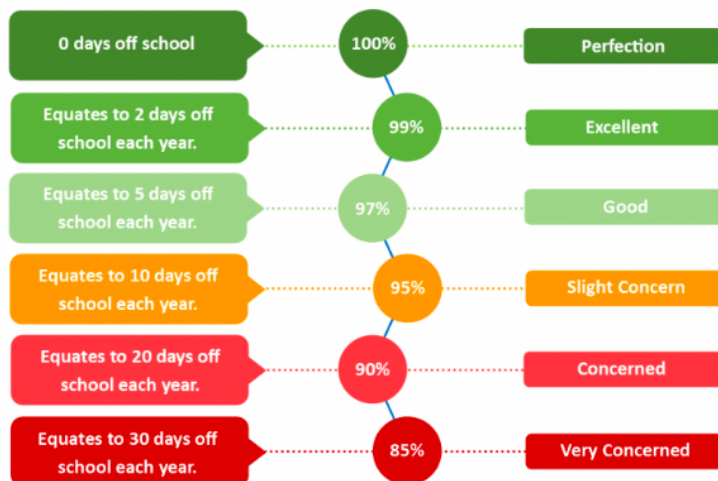 0 days off school
100%
Perfection
Equates to 2 days off
school each year.
99%
Excellent
Equates to 5 days off
school each year.
97%
Good
Equates to 10 days off
school each year.
95%
Slight Concern
Equates to 20 days off
school each year.
90%
Concerned
Equates to 30 days off
school each year.
85%
Very Concerned